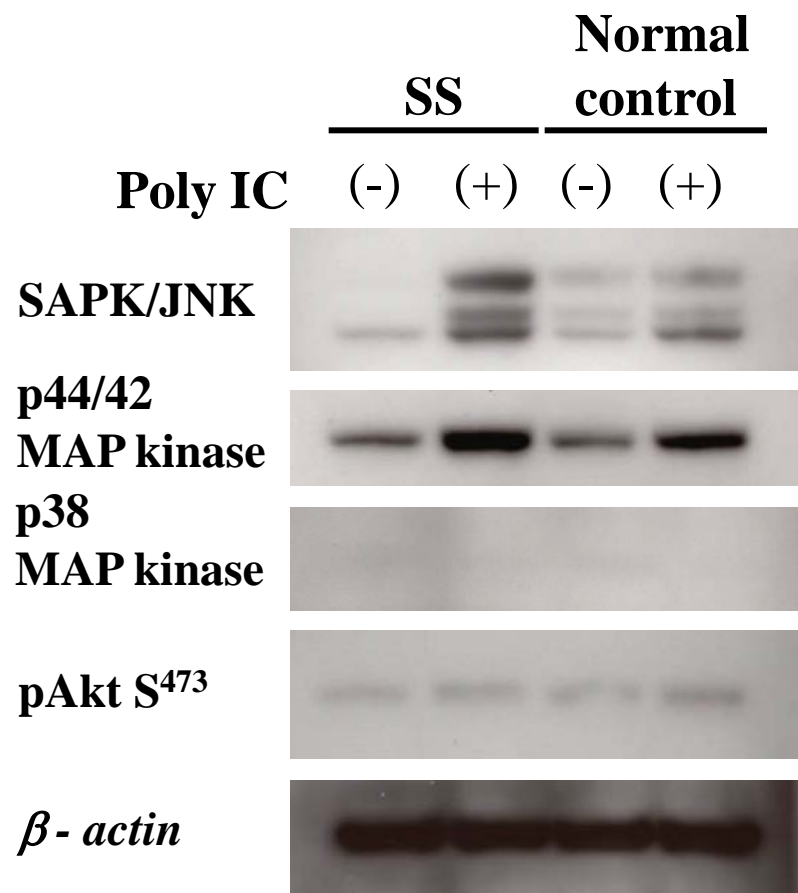 Normal
SS control
Poly IC (-) (+) (-) (+)
SAPK/JNK
p44/42
MAP kinase
p38
MAP kinase
pAkt S⁴⁷³
β - actin